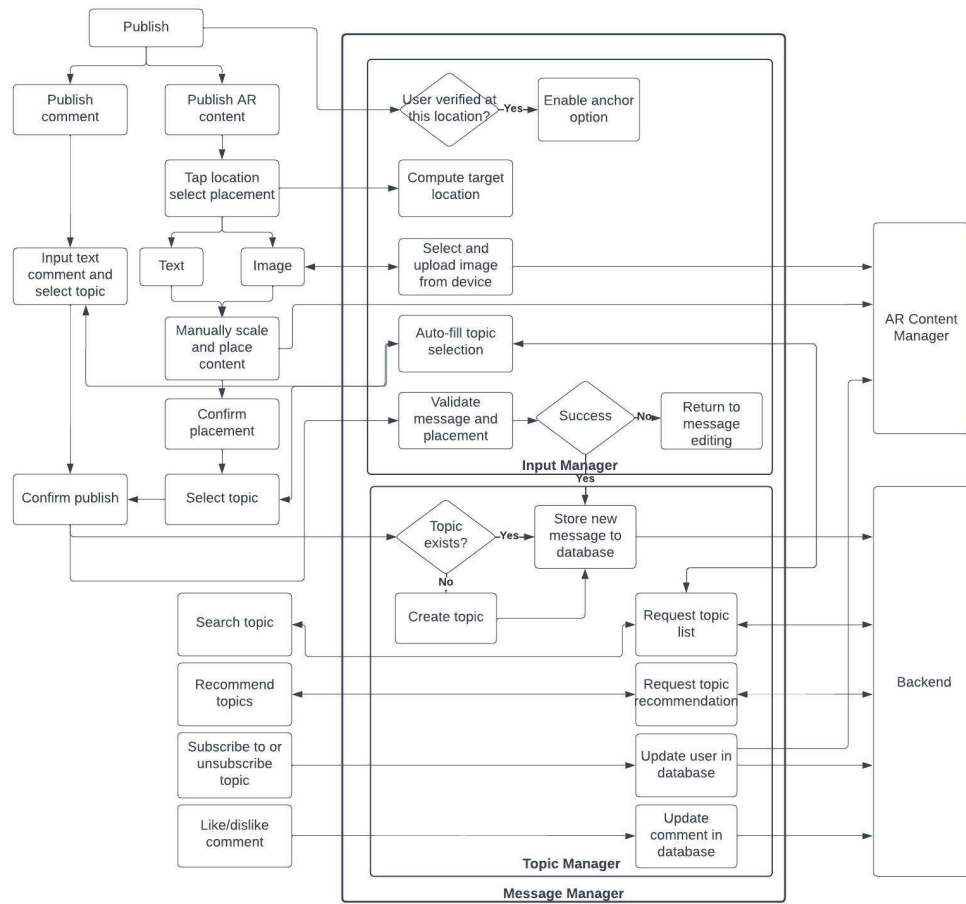 Publish
Publish
comment
Publish AR
content
User verified at
this location?
Yes
Enable anchor
option
Tap location
select placement
Compute target
location
Input text
comment and
select topic
Text
Image
Select and
upload image
from device
AR Content
Manager
Manually scale
and place
content
Auto-fill topic
selection
Confirm
placement
Validate
message and
placement
Success
No
Return to
message
editing
Input Manager
Yes
Confirm publish
Select topic
Topic
exists?
Yes
Store new
message to
database
No
Create topic
Search topic
Request topic
list
Recommend
topics
Request topic
recommendation
Backend
Subscribe to or
unsubscribe
topic
Update user in
database
Like/dislike
comment
Update
comment in
database
Topic Manager
Message Manager